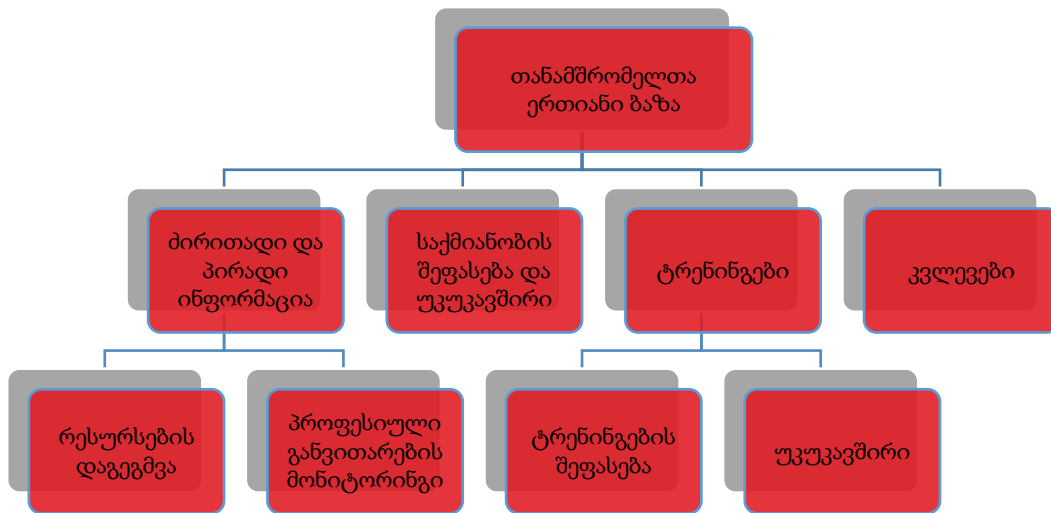 თანამშრომელთა
ერთიანი ბაზა
ძირითადი და
პირადი
ინფორმაცია
საქმიანობის
შეფასება და
უკუკავშირი
ტრენინგები
კვლევები
რესურსების
დაგეგმვა
პროფესიული
განვითარების
მონიტორინგი
ტრენინგების
შეფასება
უკუკავშირი